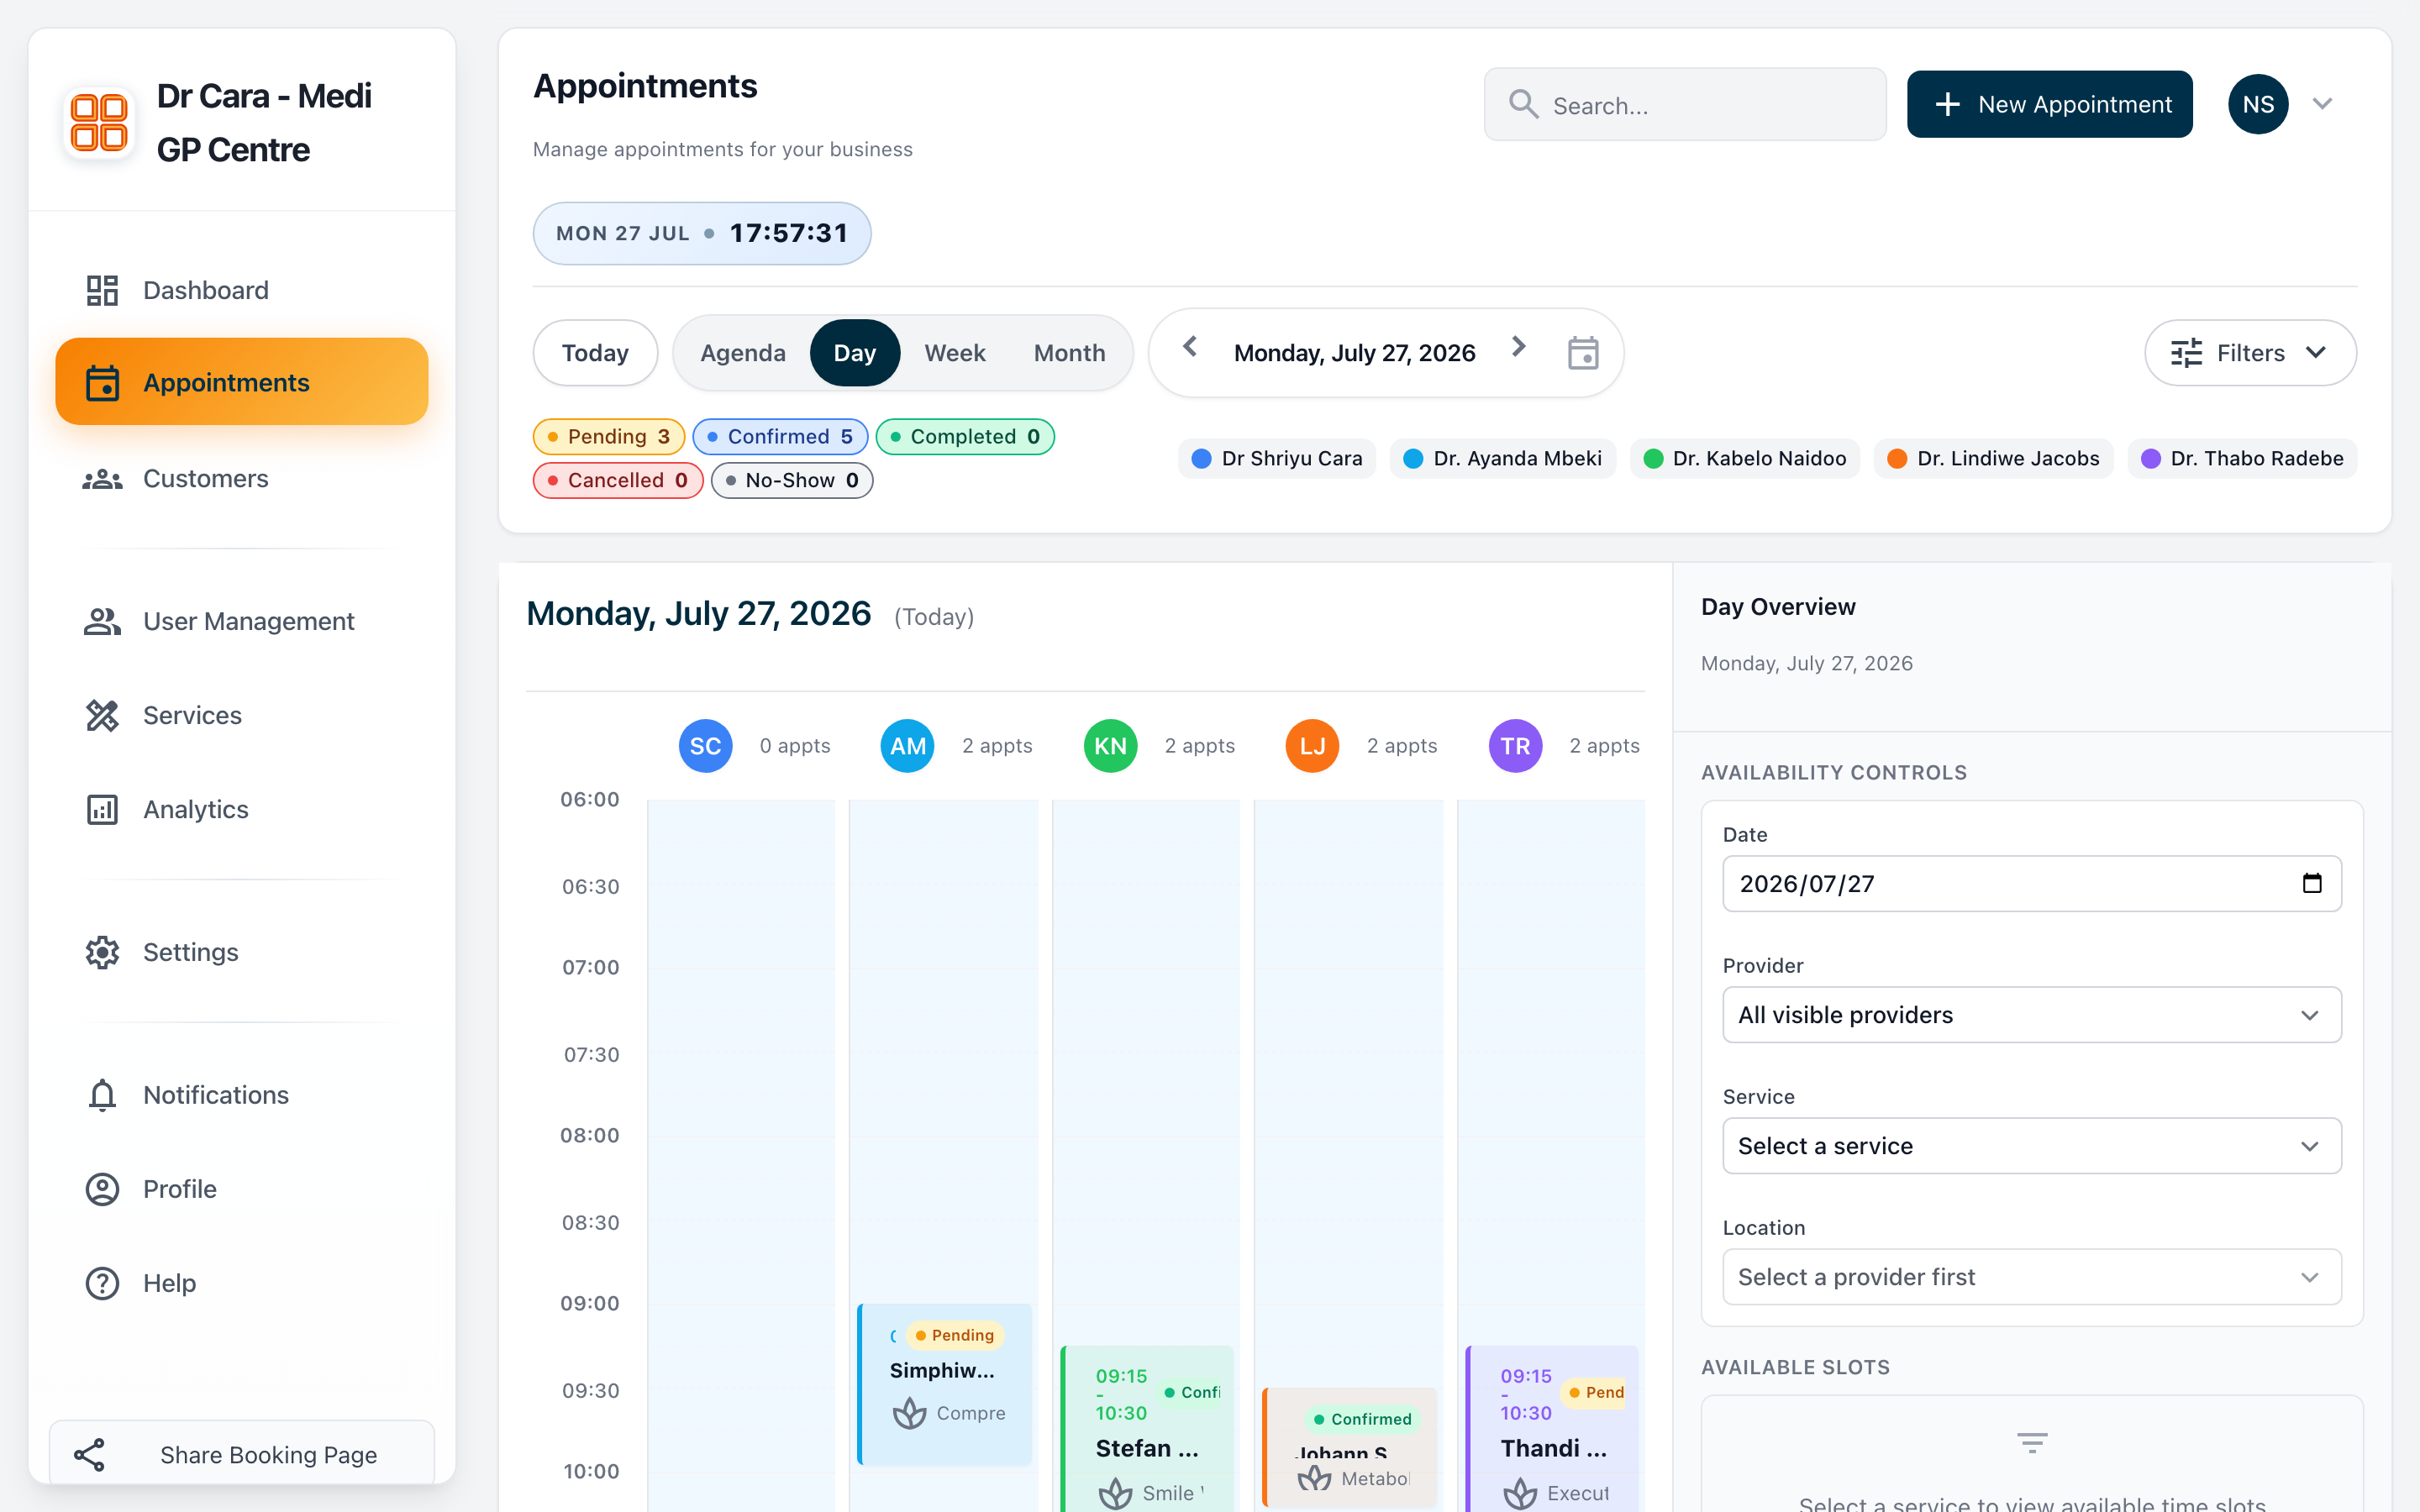 Dr Cara - Medi
GP Centre
Dashboard
Appointments
Customers
User Management
Services
Analytics
Settings
Notifications
Profile
Help
Share Booking Page
Appointments
Manage appointments for your business
Search...
New Appointment
NS
MON 27 JUL • 17:57:31
Today
Agenda
Day
Week
Month
Monday, July 27, 2026
Filters
Pending 3
Confirmed 5
Completed 0
Cancelled 0
No-Show 0
Dr Shriyu Cara
Dr. Ayanda Mbeki
Dr. Kabelo Naidoo
Dr. Lindiwe Jacobs
Dr. Thabo Radebe
Monday, July 27, 2026 (Today)
SC 0 appts
AM 2 appts
KN 2 appts
LJ 2 appts
TR 2 appts
06:00
06:30
07:00
07:30
08:00
08:30
09:00
09:30
10:00
Pending
Simphiw...
Compre
09:15
-
10:30
Confi
Stefan ...
Smile
Confirmed
Johann S
Metabol
09:15
-
10:30
Pend
Thandi ...
Execut
Day Overview
Monday, July 27, 2026
AVAILABILITY CONTROLS
Date
2026/07/27
Provider
All visible providers
Service
Select a service
Location
Select a provider first
AVAILABLE SLOTS
Select a service to view available time slots